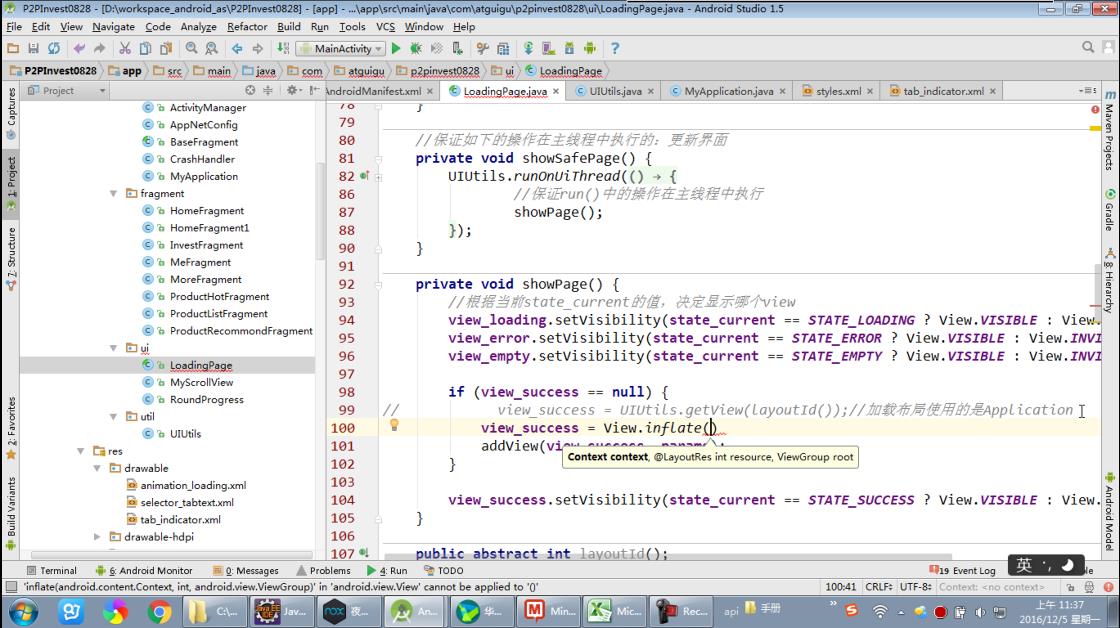 P2PInvest0828 - [D:\workspace_android_as\P2PInvest0828] - [app] - ...\app\src\main\java\com\atguigu\p2pinvest0828\ui\LoadingPage.java - Android Studio 1.5
File Edit View Navigate Code Analyze Refactor Build Run Tools VCS Window Help
MainActivity
P2PInvest0828 app src main java com atguigu p2pinvest0828 ui LoadingPage
Project AndroidManifest.xml LoadingPage.java UIUtils.java MyApplication.java styles.xml tab_indicator.xml
Captures
1: Project
7: Structure
2: Favorites
Build Variants
ActivityManager
AppNetConfig
BaseFragment
CrashHandler
MyApplication
fragment
HomeFragment
HomeFragment1
InvestFragment
MeFragment
MoreFragment
ProductHotFragment
ProductListFragment
ProductRecommondFragment
ui
LoadingPage
MyScrollView
RoundProgress
util
UIUtils
res
drawable
animation_loading.xml
selector_tabtext.xml
tab_indicator.xml
drawable-hdpi
78 }
79
80 //保证如下的操作在主线程中执行的：更新界面
81 private void showSafePage() {
82 UIUtils.runOnUiThread(() → {
86 //保证run()中的操作在主线程中执行
87 showPage();
88 });
90 }
91
92 private void showPage() {
93 //根据当前state_current的值，决定显示哪个view
94 view_loading.setVisibility(state_current == STATE_LOADING ? View.VISIBLE : View.
95 view_error.setVisibility(state_current == STATE_ERROR ? View.VISIBLE : View.INVI
96 view_empty.setVisibility(state_current == STATE_EMPTY ? View.VISIBLE : View.INVI
97
98 if (view_success == null) {
99 // view_success = UIUtils.getView(layoutId());//加载布局使用的是Application
100 view_success = View.inflate()
101 addView(view_success, params);
Context context, @LayoutRes int resource, ViewGroup root
102 }
103
104 view_success.setVisibility(state_current == STATE_SUCCESS ? View.VISIBLE : View.
105 }
106
107 public abstract int layoutId();
Maven Projects
Gradle
8: Hierarchy
Android Model
Terminal 6: Android Monitor 0: Messages Problems 4: Run TODO 19 Event Log
英
'inflate(android.content.Context, int, android.view.ViewGroup)' in 'android.view.View' cannot be applied to '()' 100:41 CRLF÷ UTF-8÷ Context: <no context>
C:\... Jav... 夜... An... 华... Min... Mic... Rec... api 手册
上午 11:37
2016/12/5 星期一